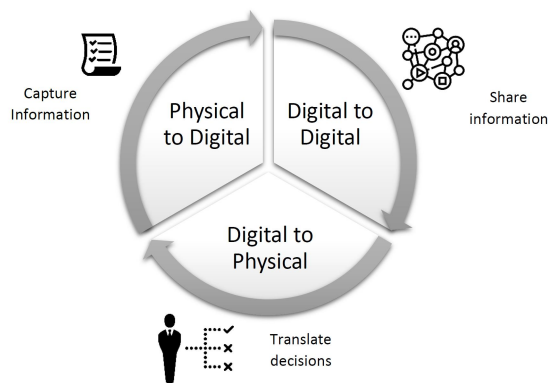 Capture
Information
Physical
to Digital
Digital to
Digital
Share
information
Digital to
Physical
Translate
decisions